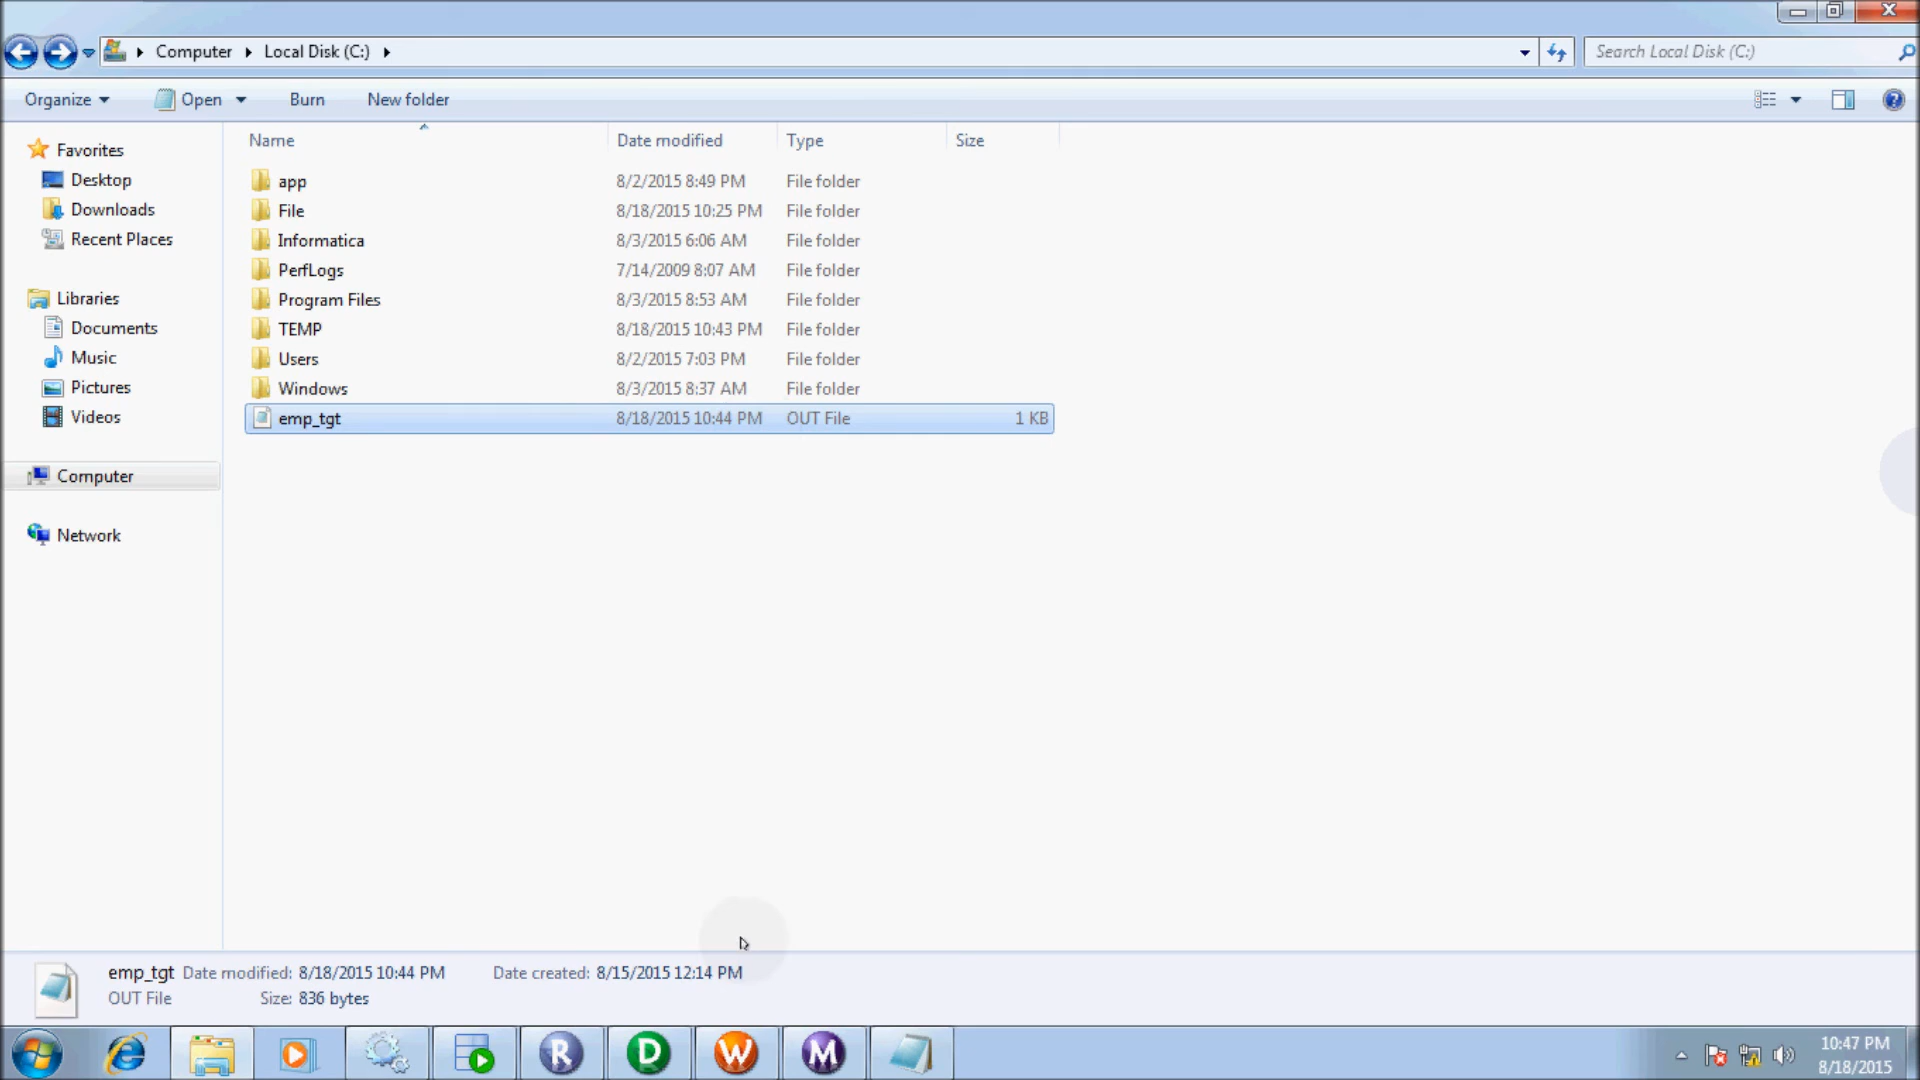 Computer Local Disk (C:) Search Local Disk (C:)
Organize Open Burn New folder
Name Date modified Type Size
Favorites
Desktop
Downloads
Recent Places
Libraries
Documents
Music
Pictures
Videos
Computer
Network
app 8/2/2015 8:49 PM File folder
File 8/18/2015 10:25 PM File folder
Informatica 8/3/2015 6:06 AM File folder
PerfLogs 7/14/2009 8:07 AM File folder
Program Files 8/3/2015 8:53 AM File folder
TEMP 8/18/2015 10:43 PM File folder
Users 8/2/2015 7:03 PM File folder
Windows 8/3/2015 8:37 AM File folder
emp_tgt 8/18/2015 10:44 PM OUT File 1 KB
emp_tgt Date modified: 8/18/2015 10:44 PM Date created: 8/15/2015 12:14 PM
OUT File Size: 836 bytes
R D W M
10:47 PM
8/18/2015